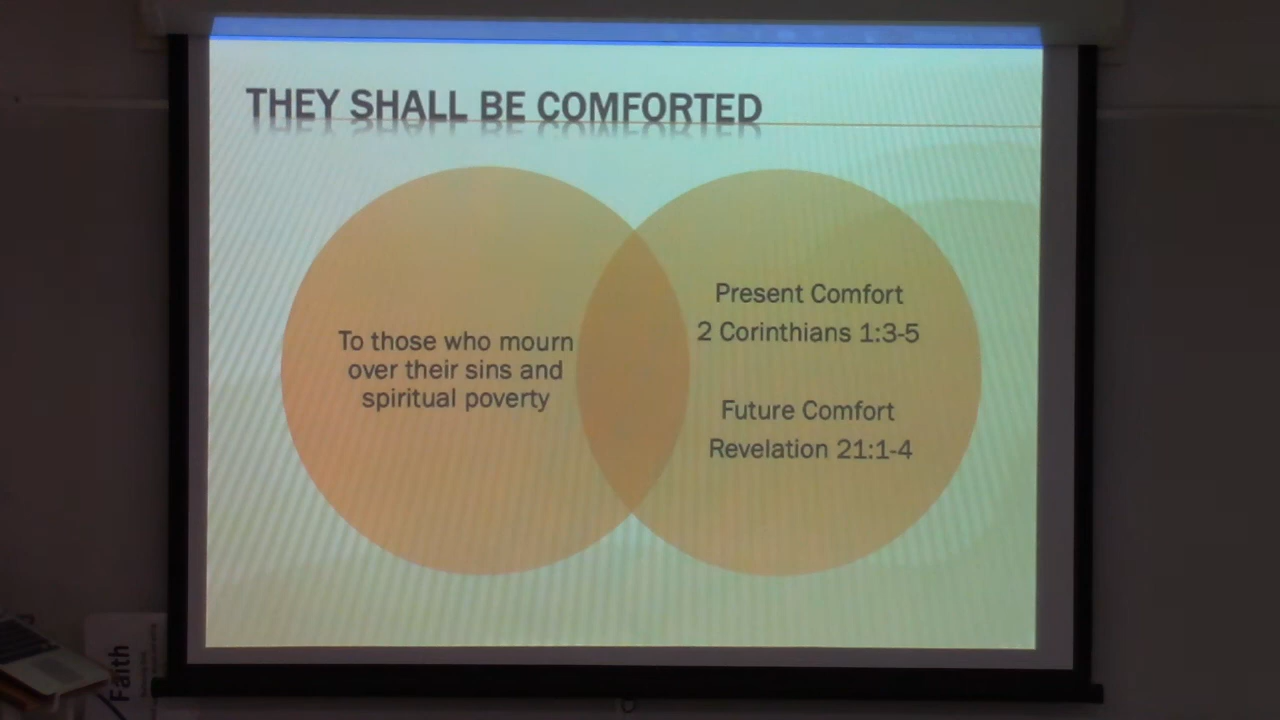 THEY SHALL BE COMFORTED
To those who mourn
over their sins and
spiritual poverty
Present Comfort
2 Corinthians 1:3-5
Future Comfort
Revelation 21:1-4
Faith